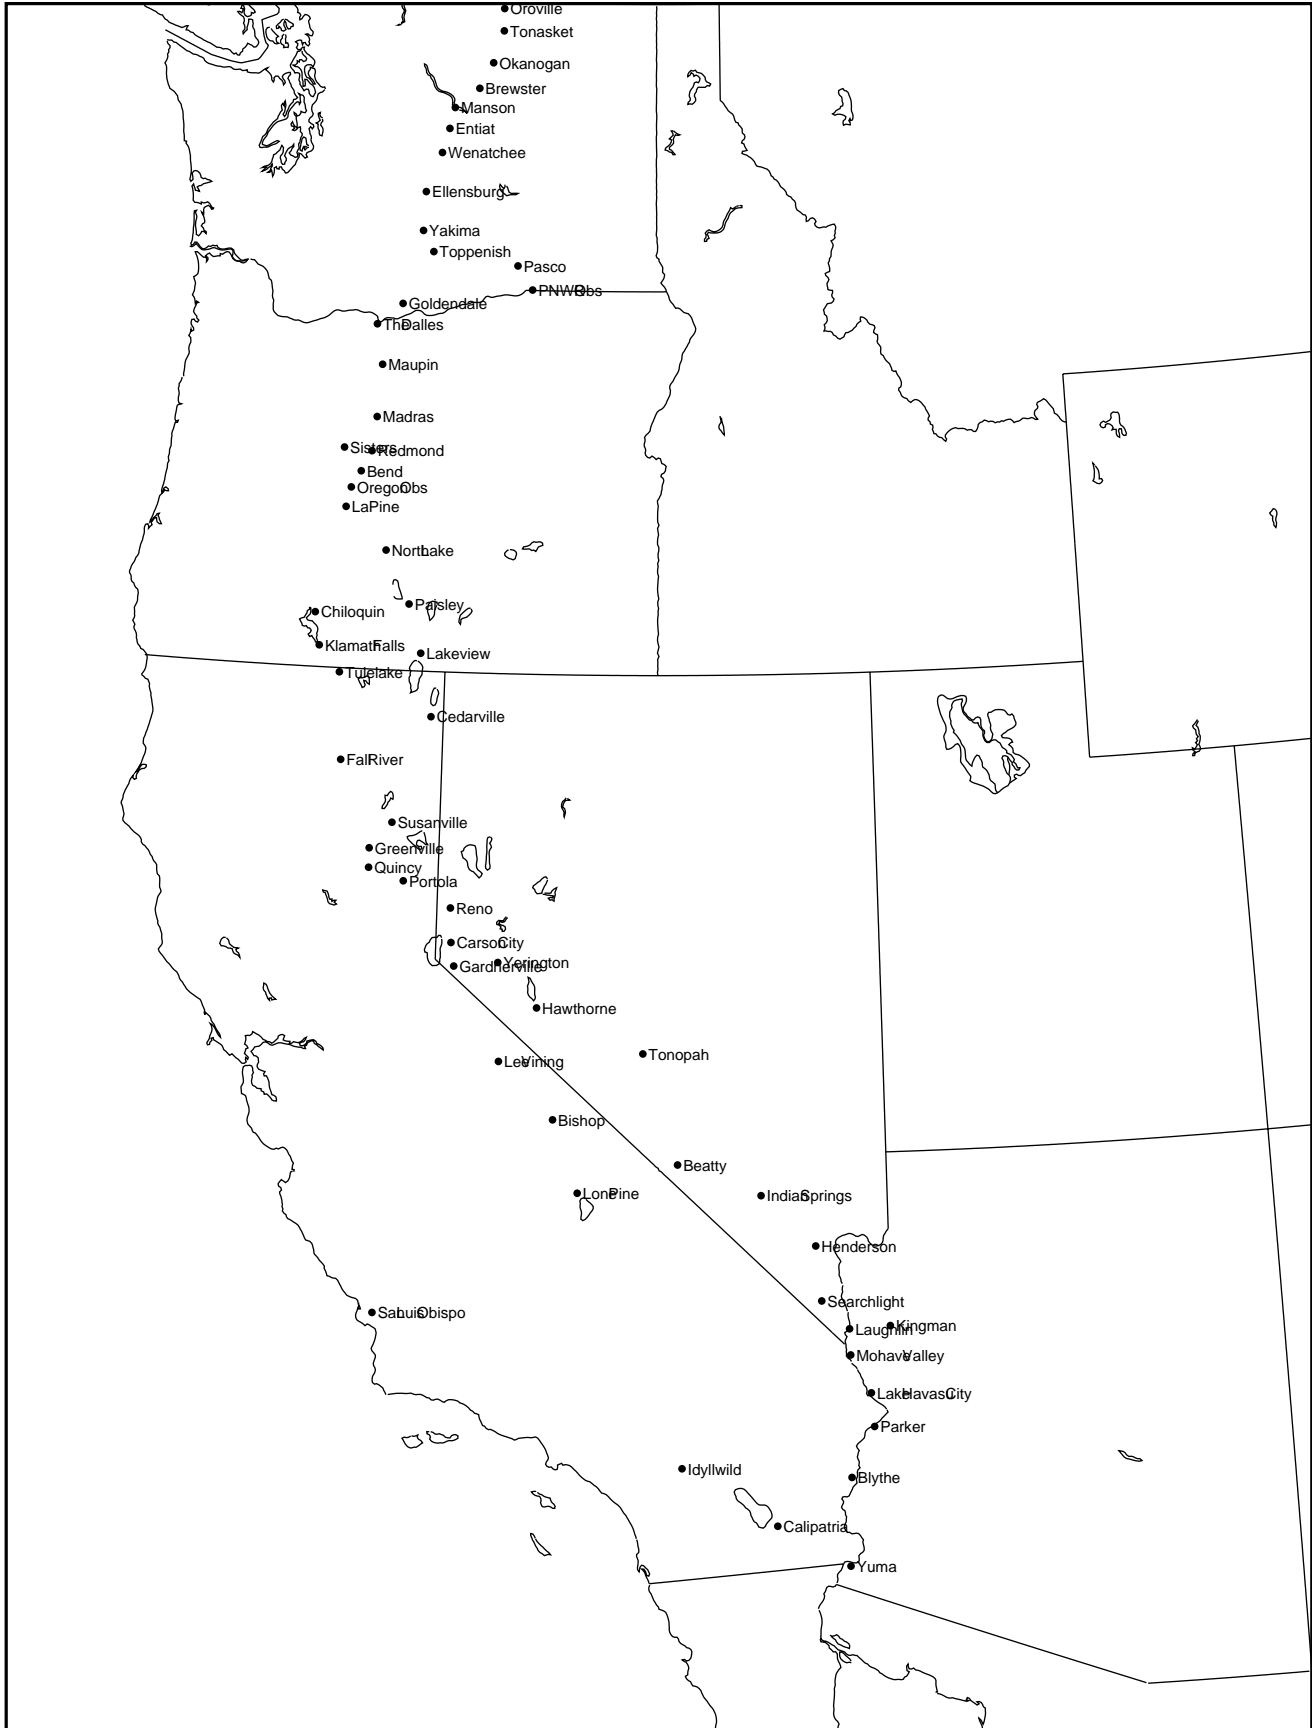 Oroville
Tonasket
Okanogan
Brewster
Manson
Entiat
Wenatchee
Ellensburg
Yakima
Toppenish
Pasco
PNWRObs
Goldendale
TheDalles
Maupin
Madras
Sisters
Redmond
Bend
OregonObs
LaPine
NorthLake
Paisley
Chiloquin
KlamathFalls
Lakeview
Tulelake
Cedarville
FallRiver
Susanville
Greenville
Quincy
Portola
Reno
CarsonCity
Yerington
Gardnerville
Hawthorne
Tonopah
LeeVining
Bishop
Beatty
LonePine
IndianSprings
Henderson
Searchlight
SanLuisObispo
Kingman
Laughlin
MohaveValley
LakeHavasuCity
Parker
Idyllwild
Blythe
Calipatria
Yuma